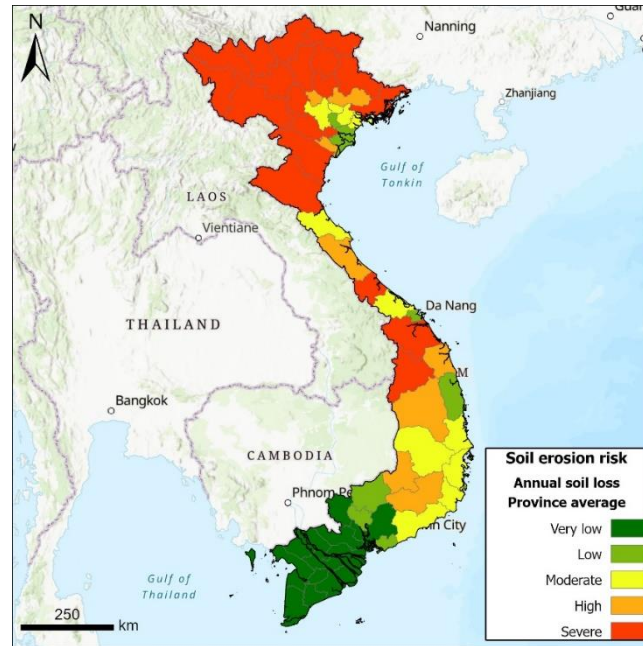 N
Nanning
Zhanjiang
Gulf of
Tonkin
LAOS
Vientiane
Da Nang
THAILAND
M
Bangkok
CAMBODIA
Phnom Pe
n City
Gulf of
Thailand
250
km
Soil erosion risk
Annual soil loss
Province average
Very low
Low
Moderate
High
Severe